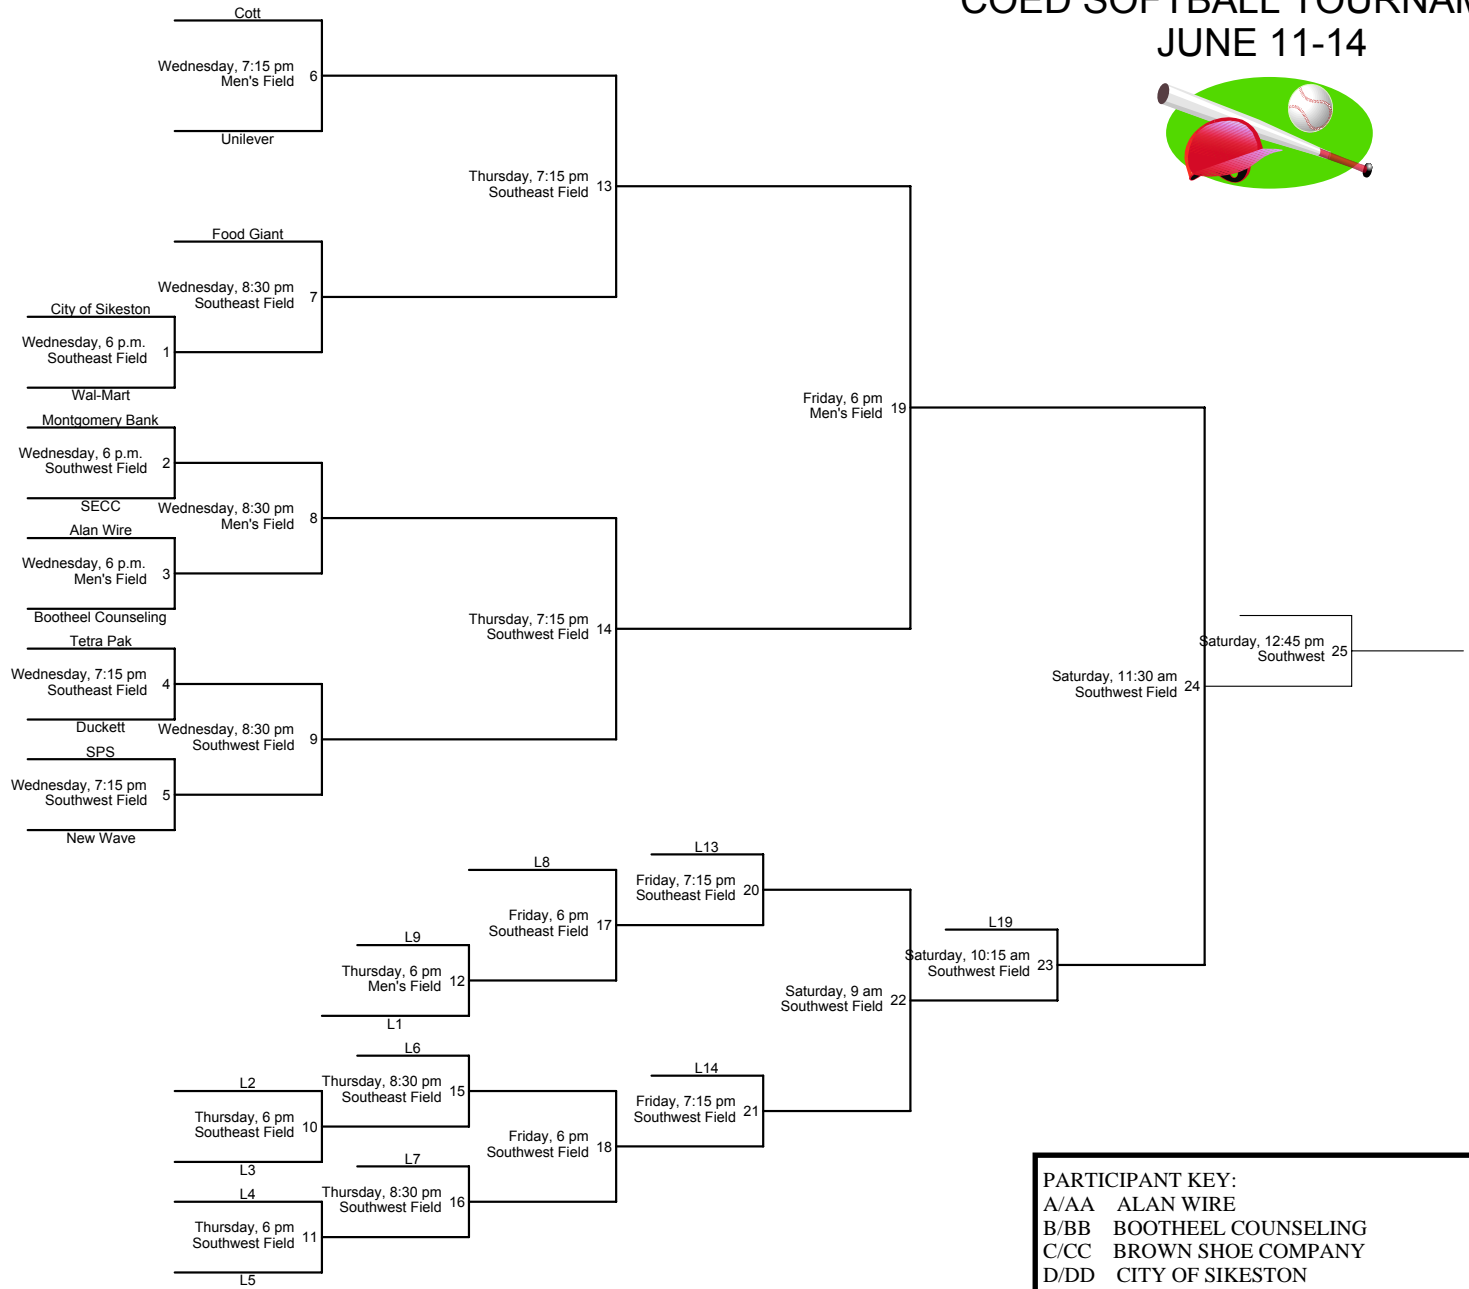 COED SOFTBALL
JUNE 11-14
Cott
Wednesday, 7:15 pm
Men's Field 6
Unilever
Thursday, 7:15 pm
Southeast Field 13
Food Giant
Wednesday, 8:30 pm
Southeast Field 7
City of Sikeston
Wednesday, 6 p.m.
Southeast Field 1
Wal-Mart
Montgomery Bank
Wednesday, 6 p.m.
Southwest Field 2
SECC
Wednesday, 8:30 pm
Men's Field 8
Alan Wire
Wednesday, 6 p.m.
Men's Field 3
Bootheel Counseling
Friday, 6 pm
Men's Field 19
Thursday, 7:15 pm
Southwest Field 14
Tetra Pak
Wednesday, 7:15 pm
Southeast Field 4
Duckett
Wednesday, 8:30 pm
Southwest Field 9
SPS
Wednesday, 7:15 pm
Southwest Field 5
New Wave
Saturday, 11:30 am
Southwest Field 24
Saturday, 12:45 pm
Southwest 25
L8
Friday, 6 pm
Southeast Field 17
L13
Friday, 7:15 pm
Southeast Field 20
L9
Thursday, 6 pm
Men's Field 12
L1
L19
Saturday, 10:15 am
Southwest Field 23
Saturday, 9 am
Southwest Field 22
L6
Thursday, 8:30 pm
Southeast Field 15
L2
Thursday, 6 pm
Southeast Field 10
L3
L14
Friday, 7:15 pm
Southwest Field 21
Friday, 6 pm
Southwest Field 18
L7
Thursday, 8:30 pm
Southwest Field 16
L4
Thursday, 6 pm
Southwest Field 11
L5
PARTICIPANT KEY:
A/AA ALAN WIRE
B/BB BOOTHEEL COUNSELING
C/CC BROWN SHOE COMPANY
D/DD CITY OF SIKESTON